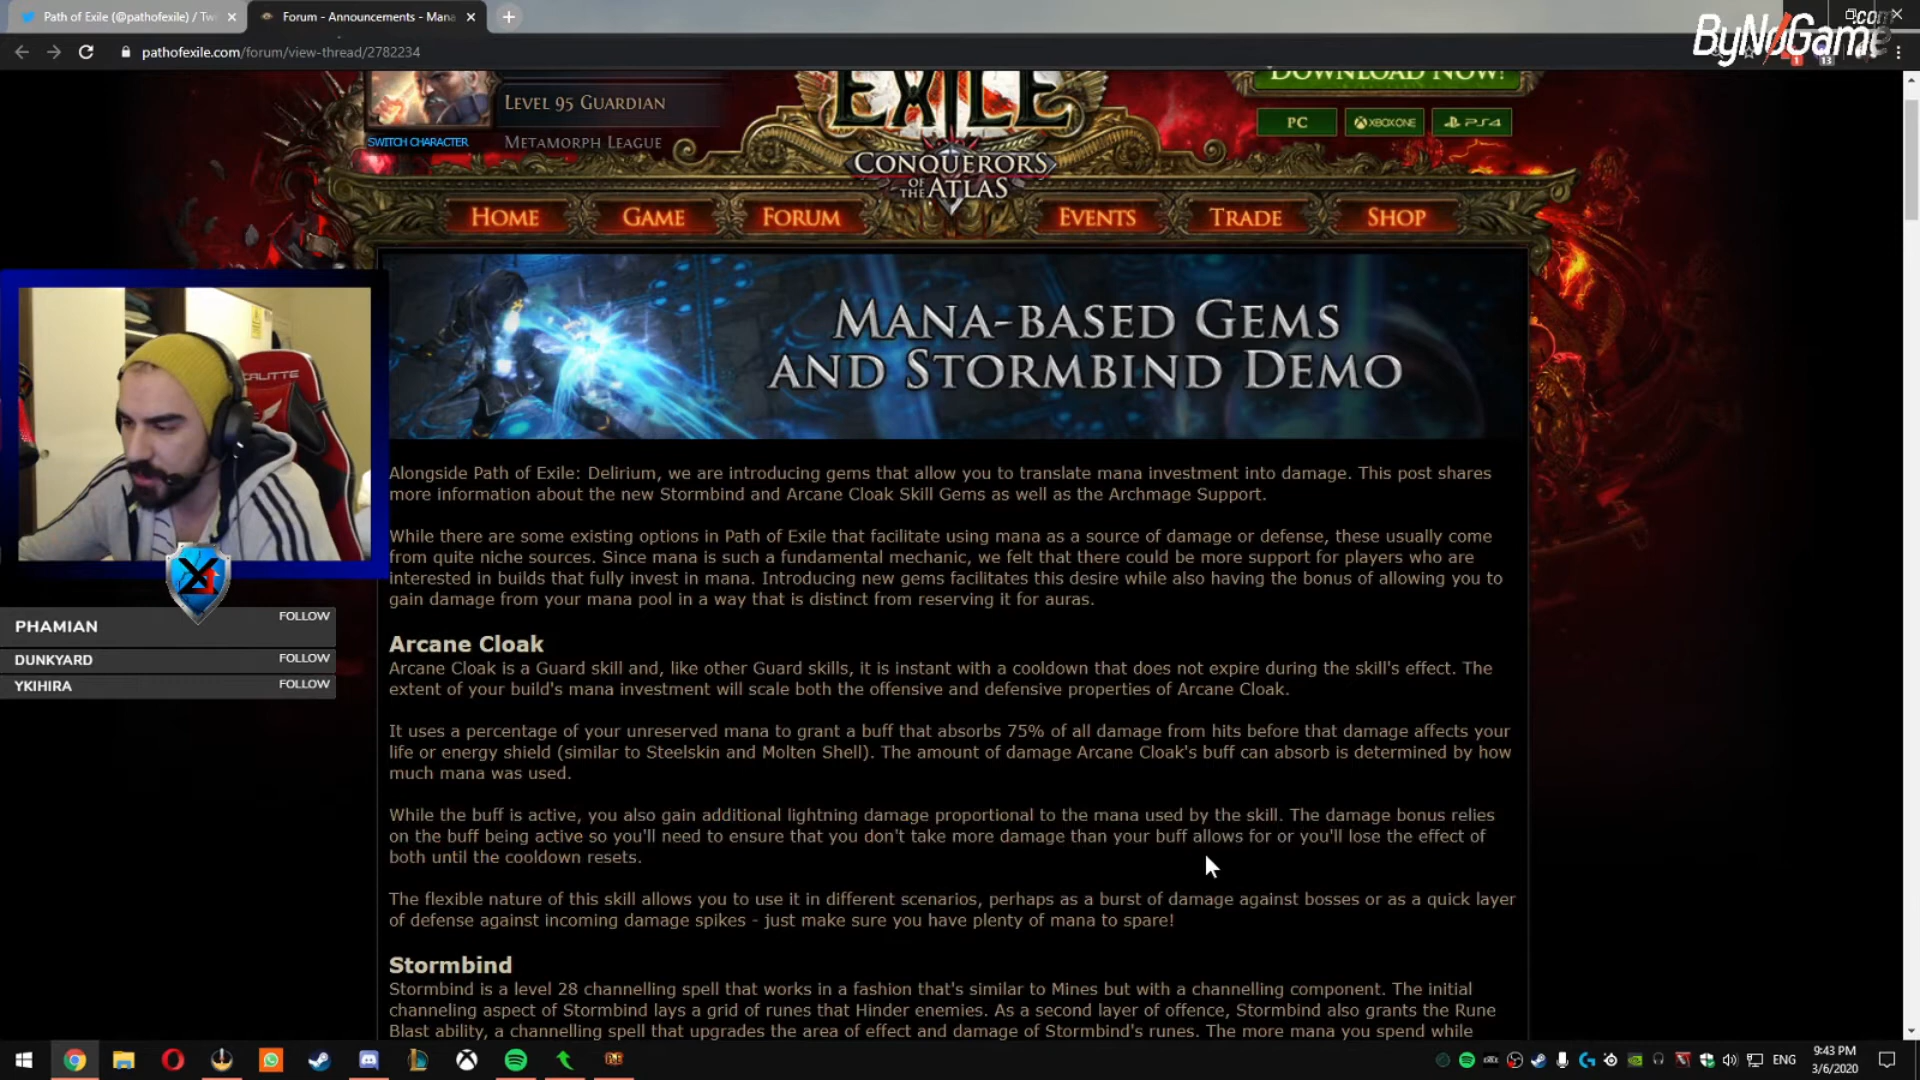 Path of Exile (@pathofexile) / Tw
Forum - Announcements - Mana
pathofexile.com/forum/view-thread/2782234
ByNoGame
.com
LEVEL 95 GUARDIAN
SWITCH CHARACTER
METAMORPH LEAGUE
EXILE
CONQUERORS
OF THE ATLAS
DOWNLOAD NOW!
PC
XBOX ONE
PS4
HOME
GAME
FORUM
EVENTS
TRADE
SHOP
MANA-BASED GEMS
AND STORMBIND DEMO
Alongside Path of Exile: Delirium, we are introducing gems that allow you to translate mana investment into damage. This post shares
more information about the new Stormbind and Arcane Cloak Skill Gems as well as the Archmage Support.
While there are some existing options in Path of Exile that facilitate using mana as a source of damage or defense, these usually come
from quite niche sources. Since mana is such a fundamental mechanic, we felt that there could be more support for players who are
interested in builds that fully invest in mana. Introducing new gems facilitates this desire while also having the bonus of allowing you to
gain damage from your mana pool in a way that is distinct from reserving it for auras.
Arcane Cloak
Arcane Cloak is a Guard skill and, like other Guard skills, it is instant with a cooldown that does not expire during the skill's effect. The
extent of your build's mana investment will scale both the offensive and defensive properties of Arcane Cloak.
It uses a percentage of your unreserved mana to grant a buff that absorbs 75% of all damage from hits before that damage affects your
life or energy shield (similar to Steelskin and Molten Shell). The amount of damage Arcane Cloak's buff can absorb is determined by how
much mana was used.
While the buff is active, you also gain additional lightning damage proportional to the mana used by the skill. The damage bonus relies
on the buff being active so you'll need to ensure that you don't take more damage than your buff allows for or you'll lose the effect of
both until the cooldown resets.
The flexible nature of this skill allows you to use it in different scenarios, perhaps as a burst of damage against bosses or as a quick layer
of defense against incoming damage spikes - just make sure you have plenty of mana to spare!
Stormbind
Stormbind is a level 28 channelling spell that works in a fashion that's similar to Mines but with a channelling component. The initial
channeling aspect of Stormbind lays a grid of runes that Hinder enemies. As a second layer of offence, Stormbind also grants the Rune
Blast ability, a channelling spell that upgrades the area of effect and damage of Stormbind's runes. The more mana you spend while
PHAMIAN FOLLOW
DUNKYARD FOLLOW
YKIHIRA FOLLOW
ENG
9:43 PM
3/6/2020